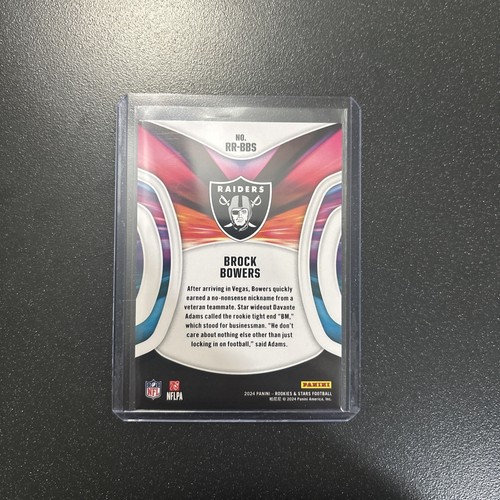 NO.
RR-BBS
RAIDERS
BROCK
BOWERS
After arriving in Vegas, Bowers quickly
earned a no-nonsense nickname from a
veteran teammate. Star wideout Davante
Adams called the rookie tight end "BM,"
which stood for businessman. "He don't
care about nothing else other than just
locking in on football," said Adams.
NFL
NFLPA
PANINI
2024 PANINI - ROOKIES & STARS FOOTBALL
© 2024 Panini America, Inc.